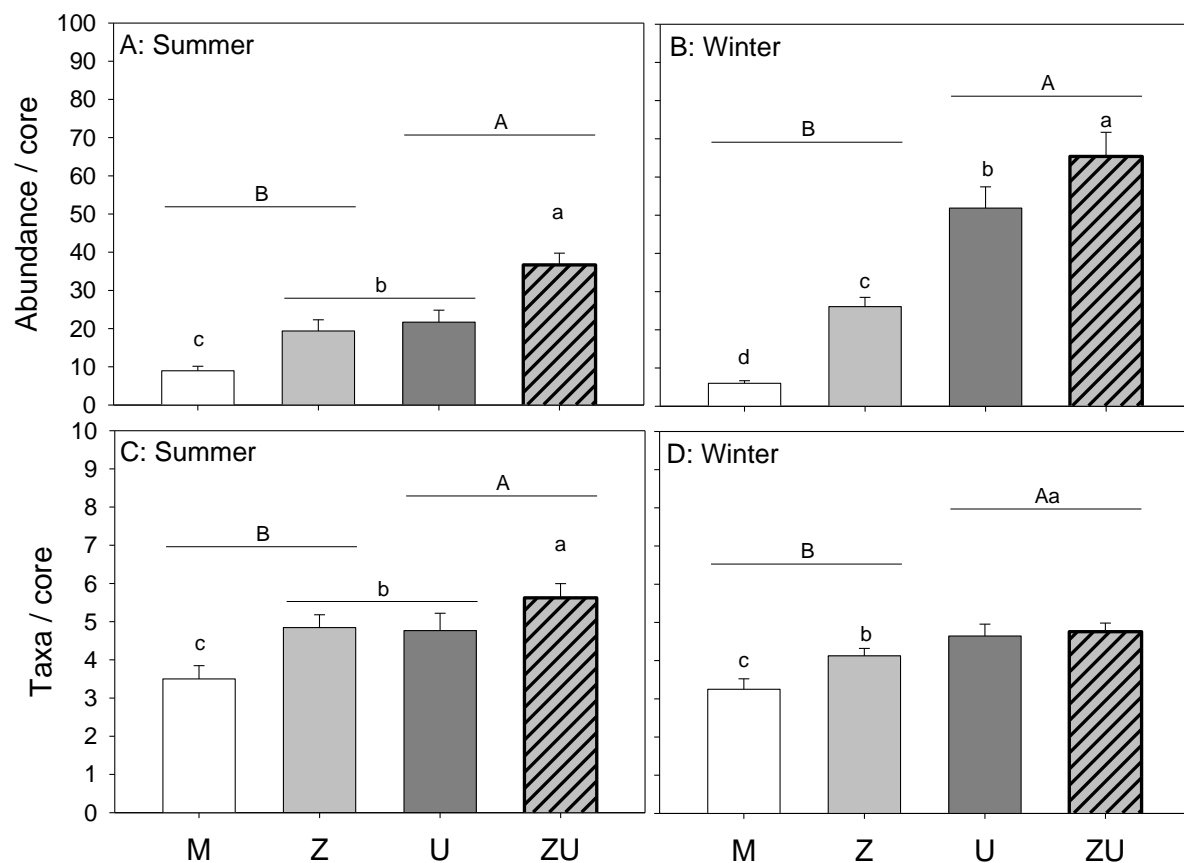 Abundance / core
100
90
80
70
60
50
40
30
20
10
0
A: Summer
A
B
a
b
c
B: Winter
A
B
a
b
c
d
Taxa / core
10
9
8
7
6
5
4
3
2
1
0
C: Summer
A
B
a
b
c
D: Winter
Aa
B
b
c
M Z U ZU
M Z U ZU